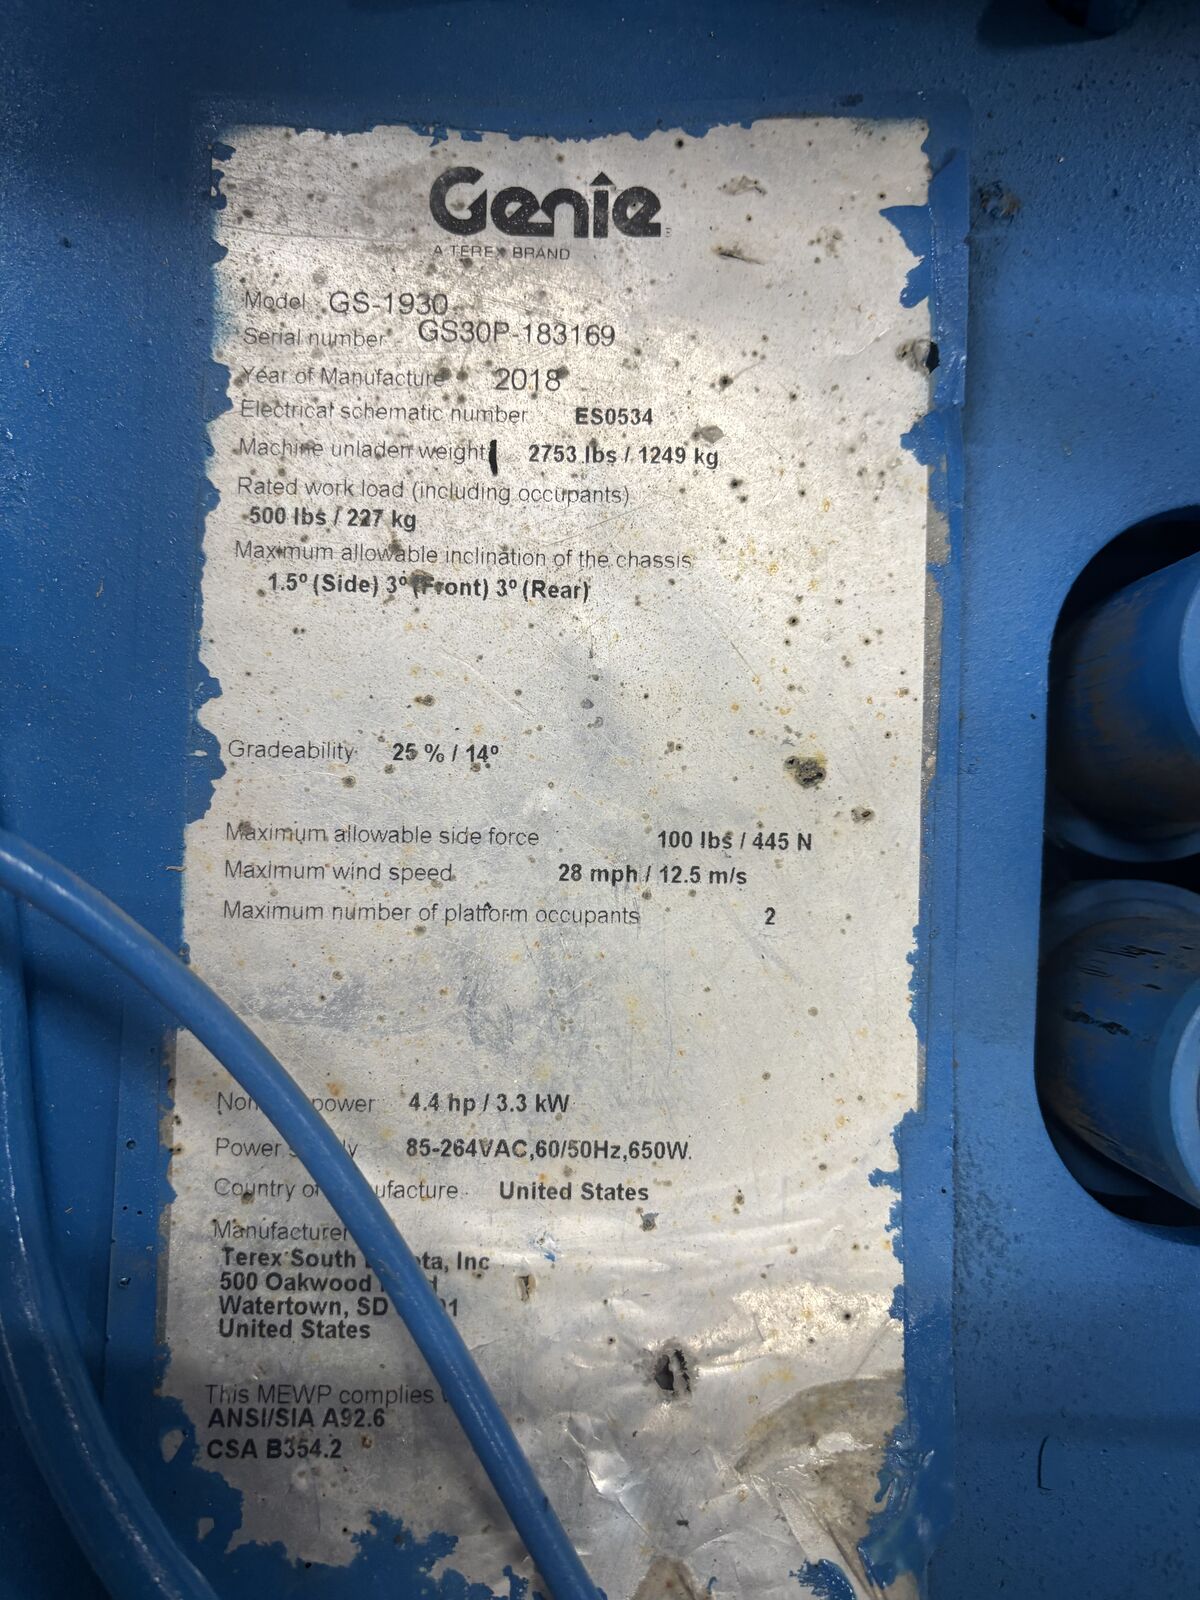 Genie
A TEREX BRAND
Model GS-1930
Serial number GS30P-183169
Year of Manufacture 2018
Electrical schematic number ES0534
Machine unladen weight 2753 lbs / 1249 kg
Rated work load (including occupants)
500 lbs / 227 kg
Maximum allowable inclination of the chassis
1.5º (Side) 3º (Front) 3º (Rear)
Gradeability 25 % / 14º
Maximum allowable side force 100 lbs / 445 N
Maximum wind speed 28 mph / 12.5 m/s
Maximum number of platform occupants 2
power 4.4 hp / 3.3 kW
Power 85-264VAC,60/50Hz,650W.
Country United States
Manufacturer
Terex South Inc
500 Oakwood
Watertown, SD
United States
This MEWP complies
ANSI/SIA A92.6
CSA B354.2